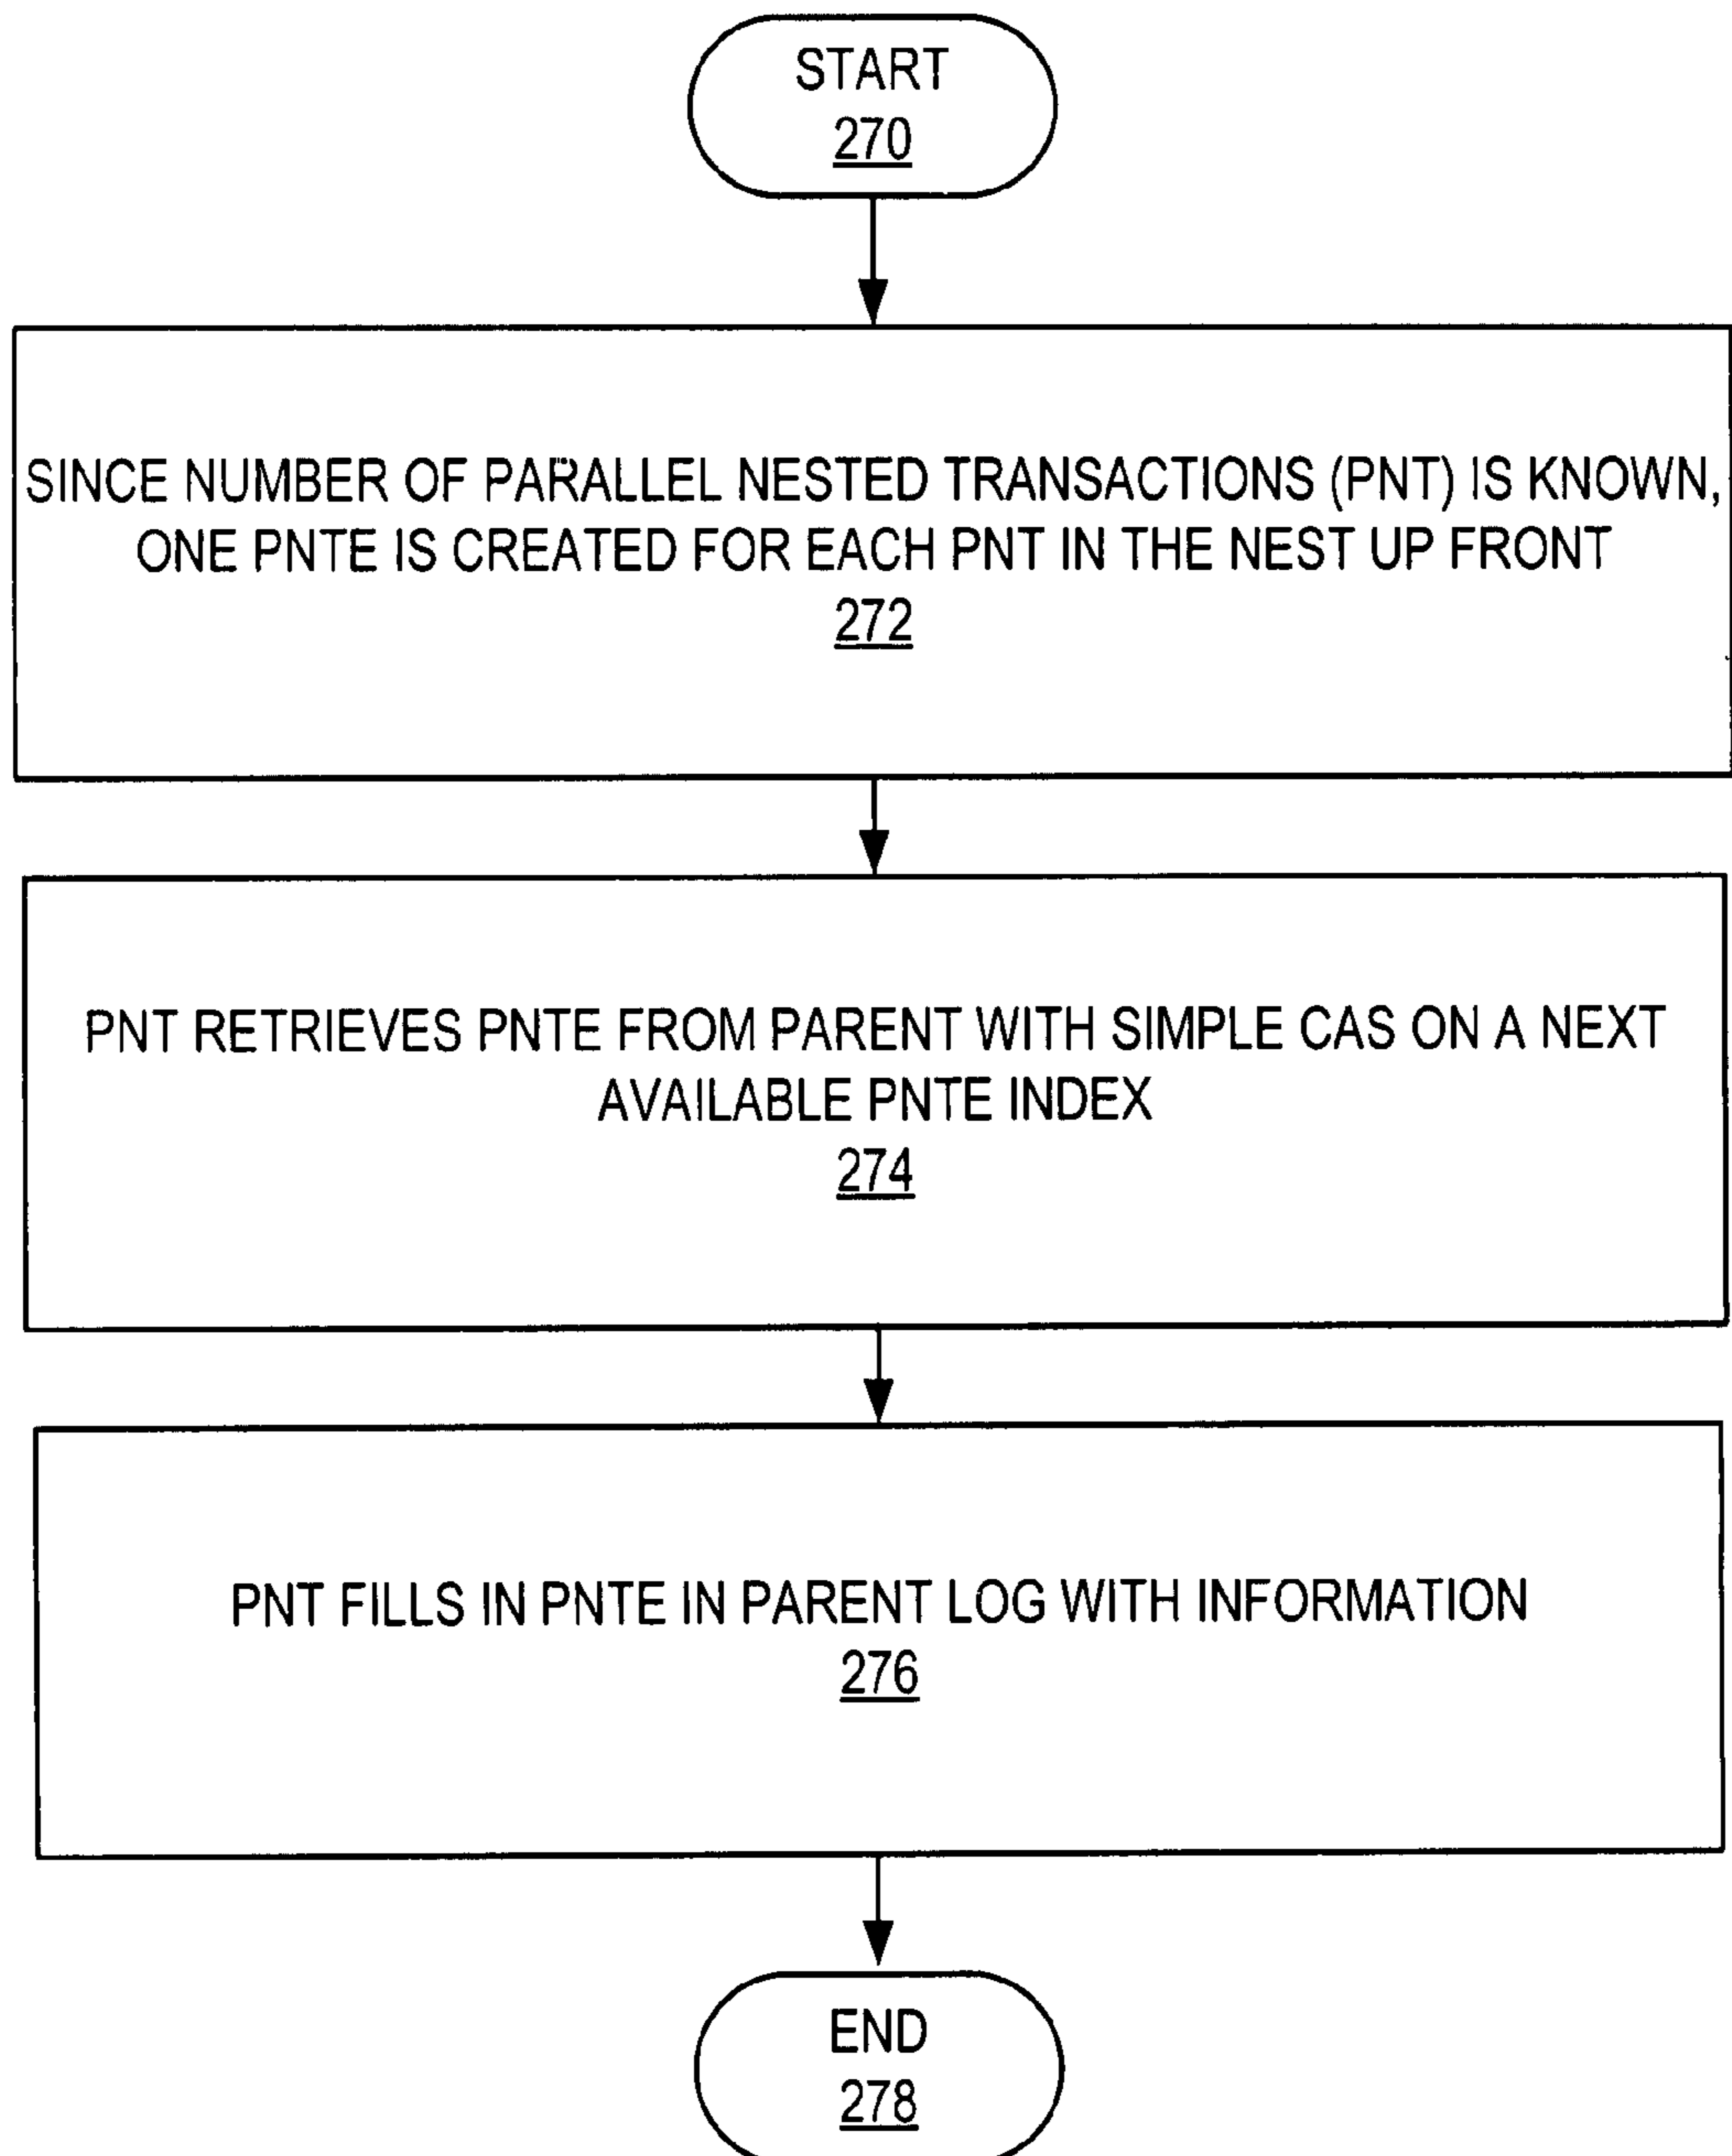 START
270
SINCE NUMBER OF PARALLEL NESTED TRANSACTIONS (PNT) IS KNOWN,
ONE PNTE IS CREATED FOR EACH PNT IN THE NEST UP FRONT
272
PNT RETRIEVES PNTE FROM PARENT WITH SIMPLE CAS ON A NEXT
AVAILABLE PNTE INDEX
274
PNT FILLS IN PNTE IN PARENT LOG WITH INFORMATION
276
END
278